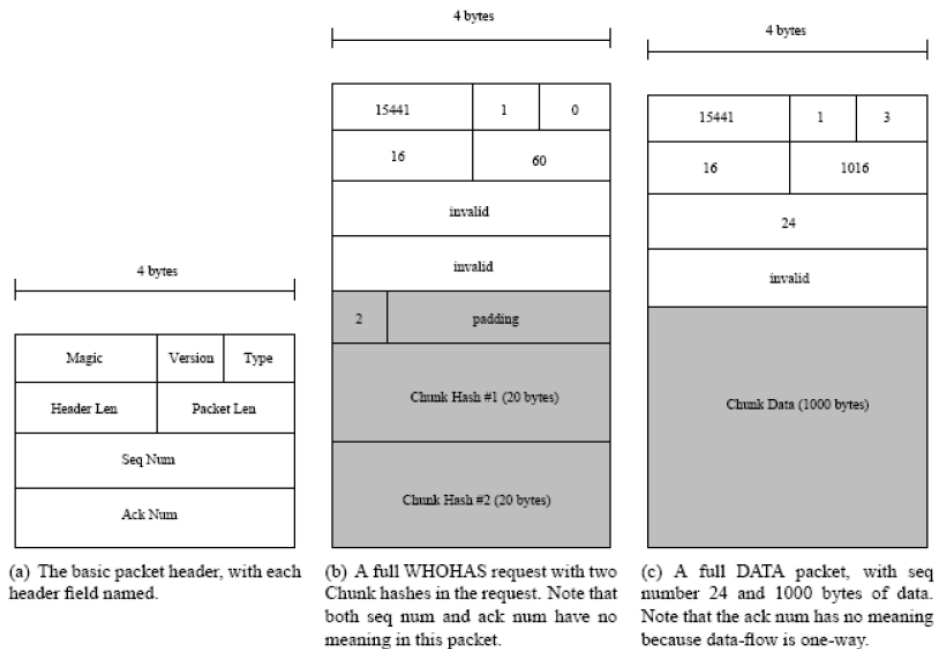 4 bytes
Magic
Version
Type
Header Len
Packet Len
Seq Num
Ack Num
(a) The basic packet header, with each
header field named.
4 bytes
15441
1
0
16
60
invalid
invalid
2
padding
Chunk Hash #1 (20 bytes)
Chunk Hash #2 (20 bytes)
(b) A full WHOHAS request with two
Chunk hashes in the request. Note that
both seq num and ack num have no
meaning in this packet.
4 bytes
15441
1
3
16
1016
24
invalid
Chunk Data (1000 bytes)
(c) A full DATA packet, with seq
number 24 and 1000 bytes of data.
Note that the ack num has no meaning
because data-flow is one-way.